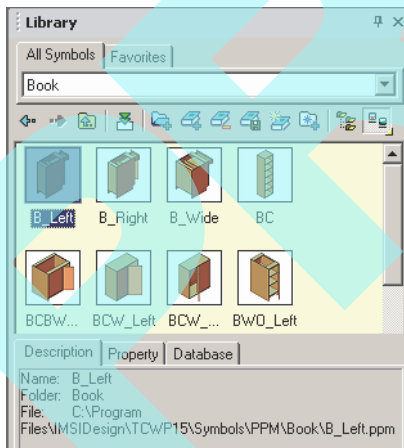 Library
All Symbols Favorites
Book
B_Left B_Right B_Wide BC
BCBW... BCW_Left BCW_... BWO_Left
Description Property Database
Name: B_Left
Folder: Book
File: C:\Program
Files\IMSIDesign\TCWP15\Symbols\PPM\Book\B_Left.ppm